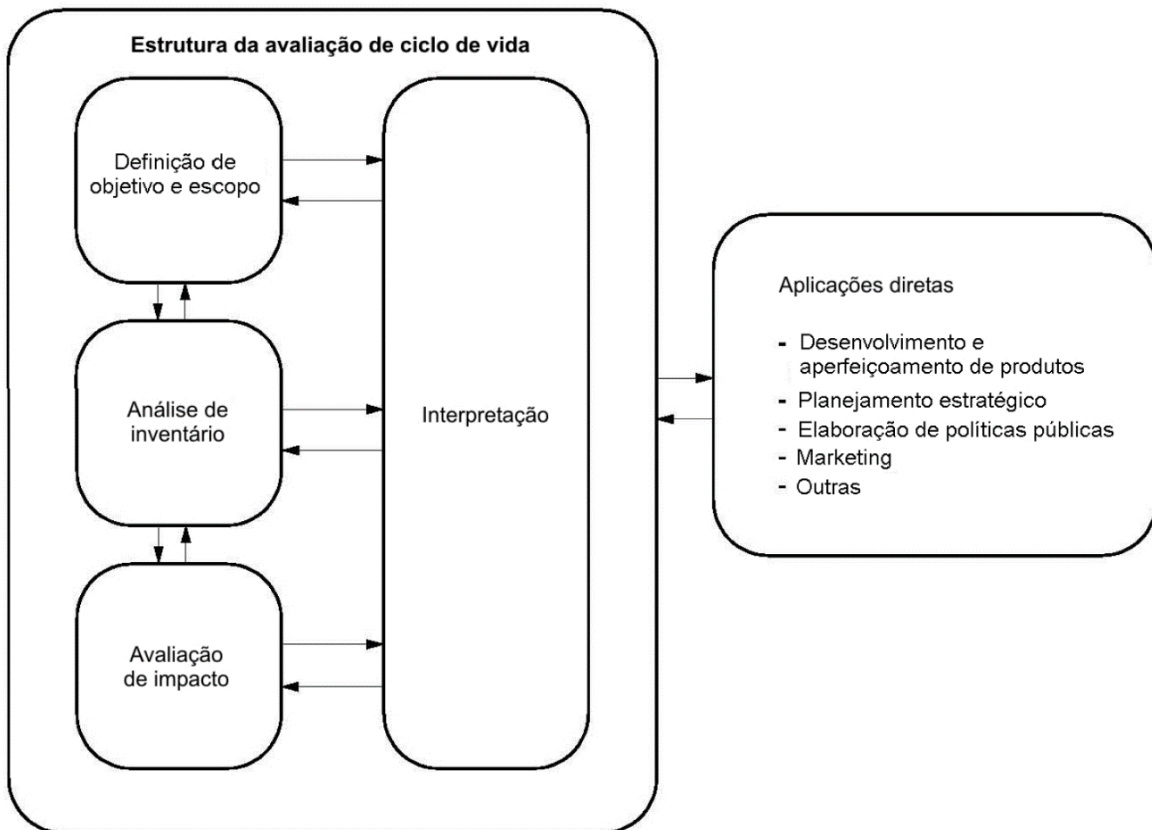 Estrutura da avaliação de ciclo de vida
Definição de
objetivo e escopo
Análise de
inventário
Avaliação
de impacto
Interpretação
Aplicações diretas
- Desenvolvimento e
aperfeiçoamento de produtos
- Planejamento estratégico
- Elaboração de políticas públicas
- Marketing
- Outras